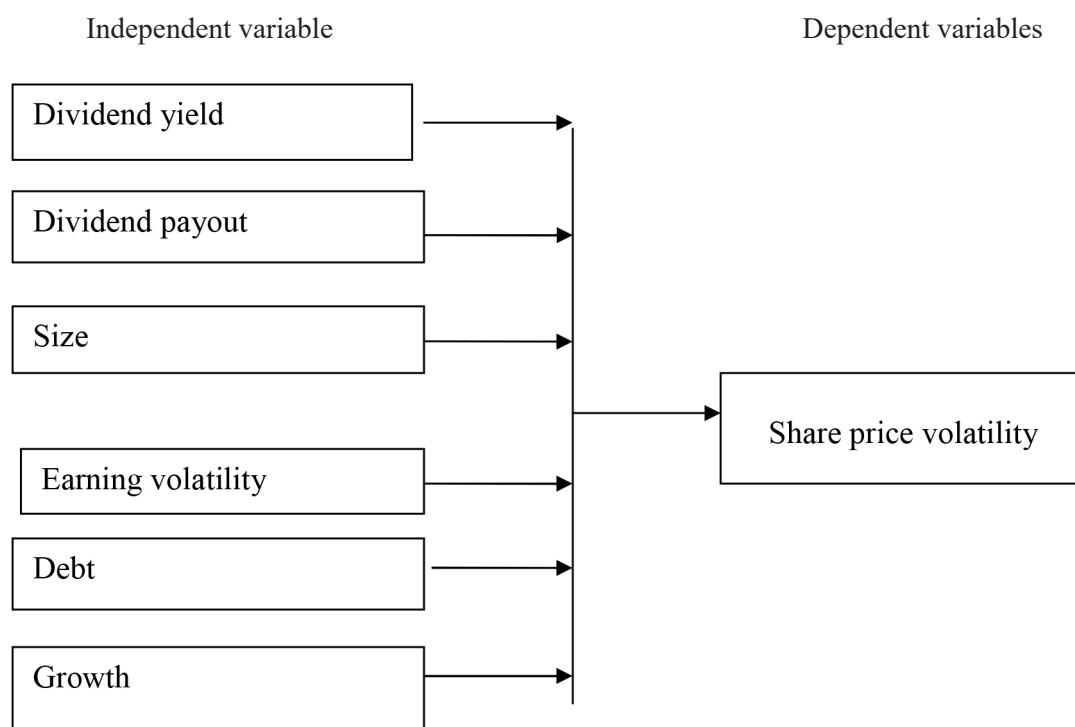 Independent variable
Dependent variables
Dividend yield
Dividend payout
Size
Earning volatility
Debt
Growth
Share price volatility